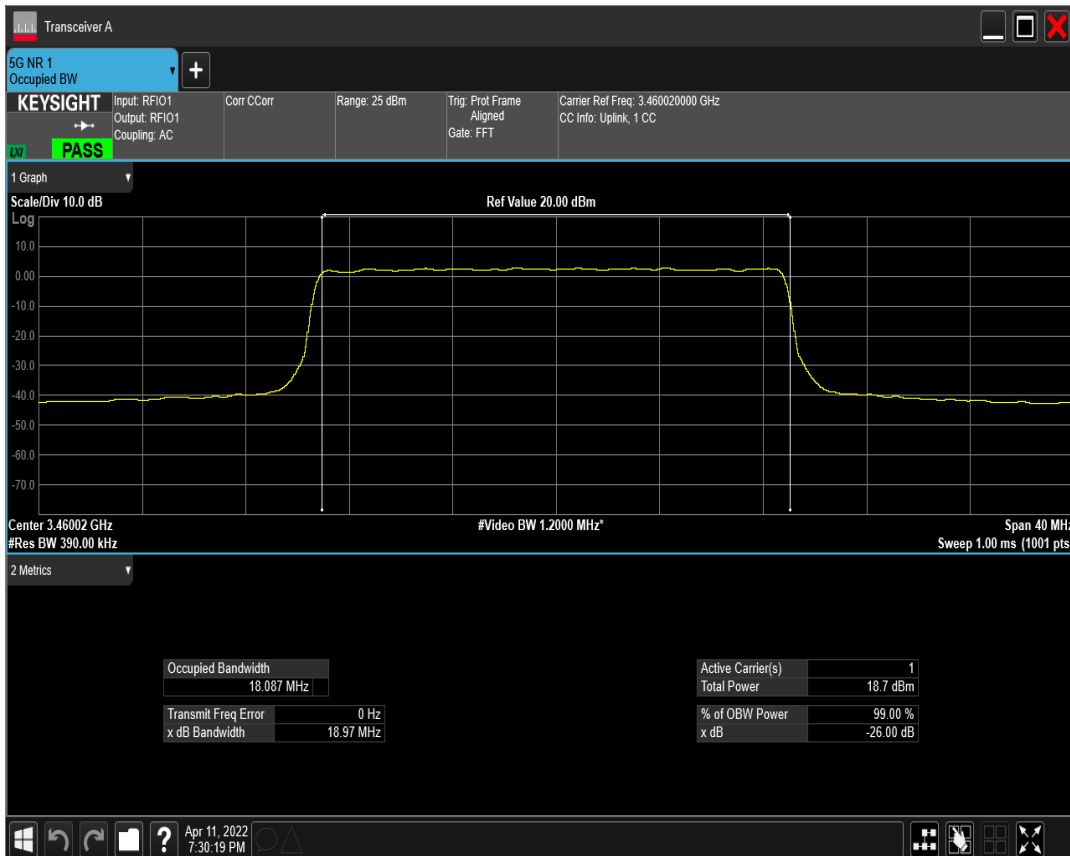 Transceiver A
5G NR 1
Occupied BW
KEYSIGHT
LXI
PASS
Input: RFIO1
Output: RFIO1
Coupling: AC
Corr CCorr
Range: 25 dBm
Trig: Prot Frame
Aligned
Gate: FFT
Carrier Ref Freq: 3.460020000 GHz
CC Info: Uplink, 1 CC
1 Graph
Scale/Div 10.0 dB
Ref Value 20.00 dBm
Log
10.0
0.00
-10.0
-20.0
-30.0
-40.0
-50.0
-60.0
-70.0
Center 3.46002 GHz
#Video BW 1.2000 MHz*
Span 40 MHz
#Res BW 390.00 kHz
Sweep 1.00 ms (1001 pts
2 Metrics
Occupied Bandwidth
18.087 MHz
Transmit Freq Error 0 Hz
x dB Bandwidth 18.97 MHz
Active Carrier(s) 1
Total Power 18.7 dBm
% of OBW Power 99.00 %
x dB -26.00 dB
?
Apr 11, 2022
7:30:19 PM